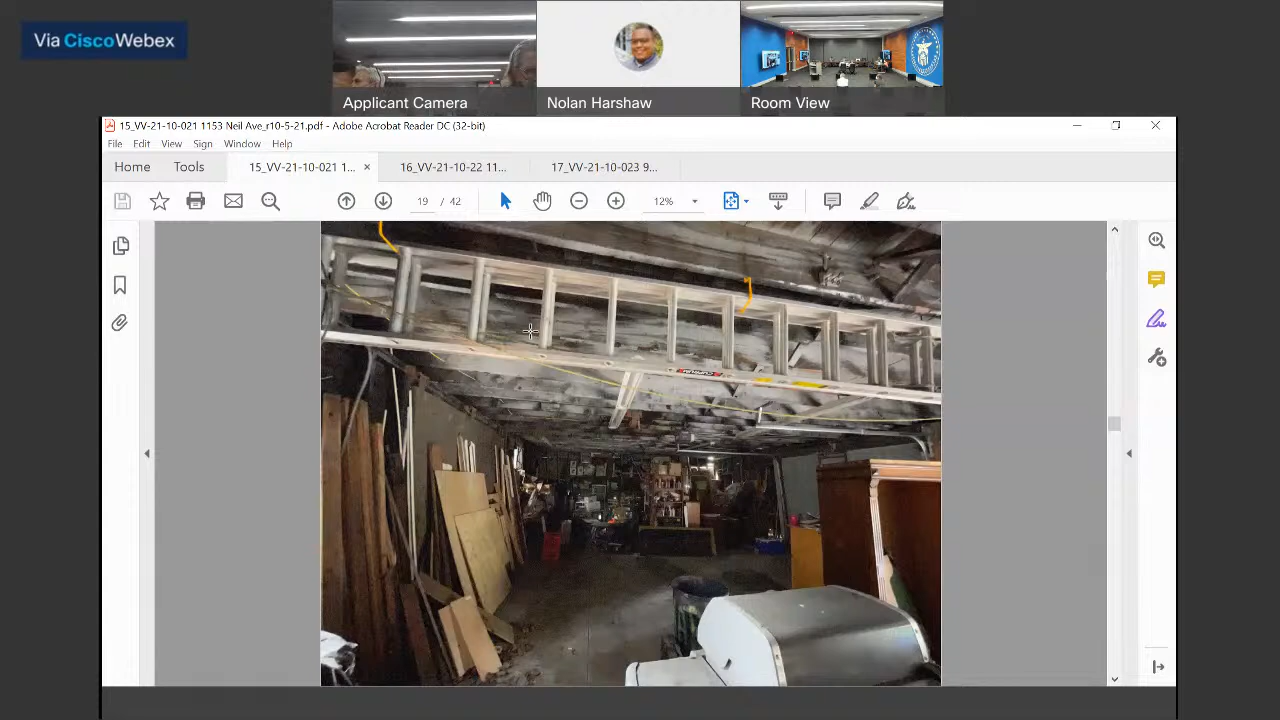 Via CiscoWebex
Applicant Camera
Nolan Harshaw
Room View
15_VV-21-10-021 1153 Neil Ave_r10-5-21.pdf - Adobe Acrobat Reader DC (32-bit)
File Edit View Sign Window Help
Home Tools 15_VV-21-10-021 1... 16_VV-21-10-22 11... 17_VV-21-10-023 9...
19 / 42 12%